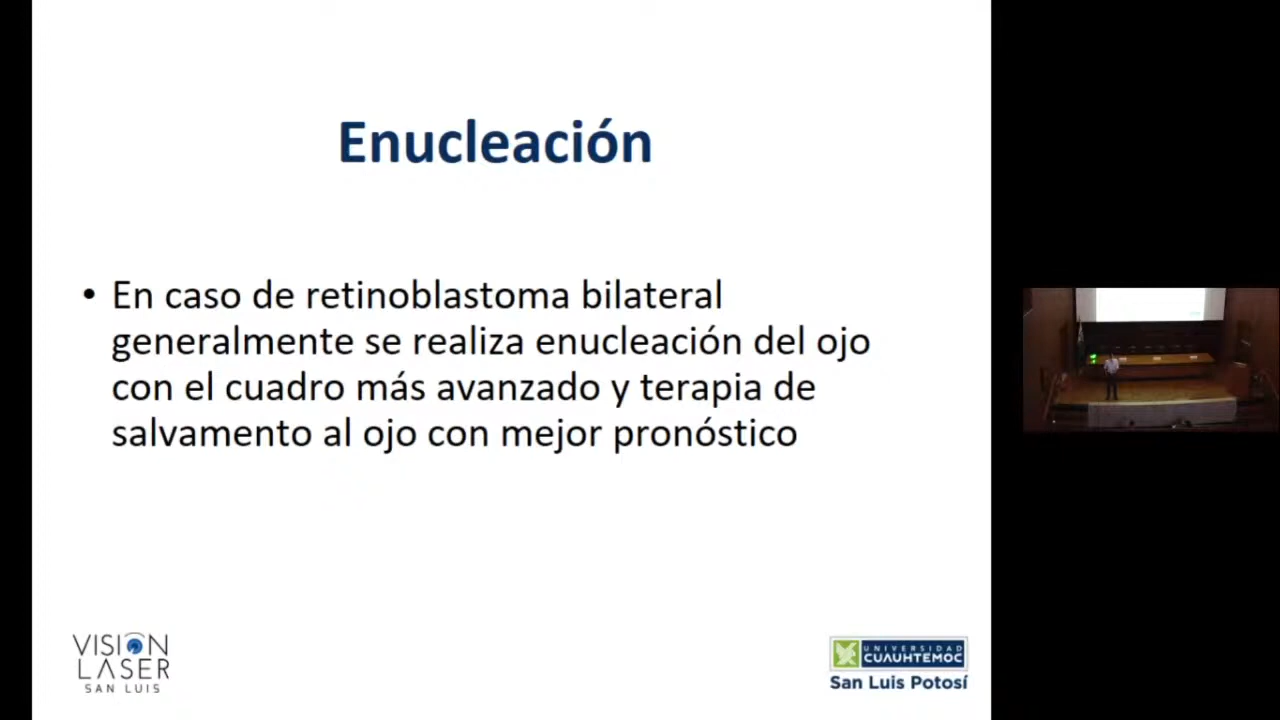 Enucleación
• En caso de retinoblastoma bilateral
generalmente se realiza enucleación del ojo
con el cuadro más avanzado y terapia de
salvamento al ojo con mejor pronóstico
VISION
LASER
SAN LUIS
UNIVERSIDAD
CUAUHTEMOC
San Luis Potosí